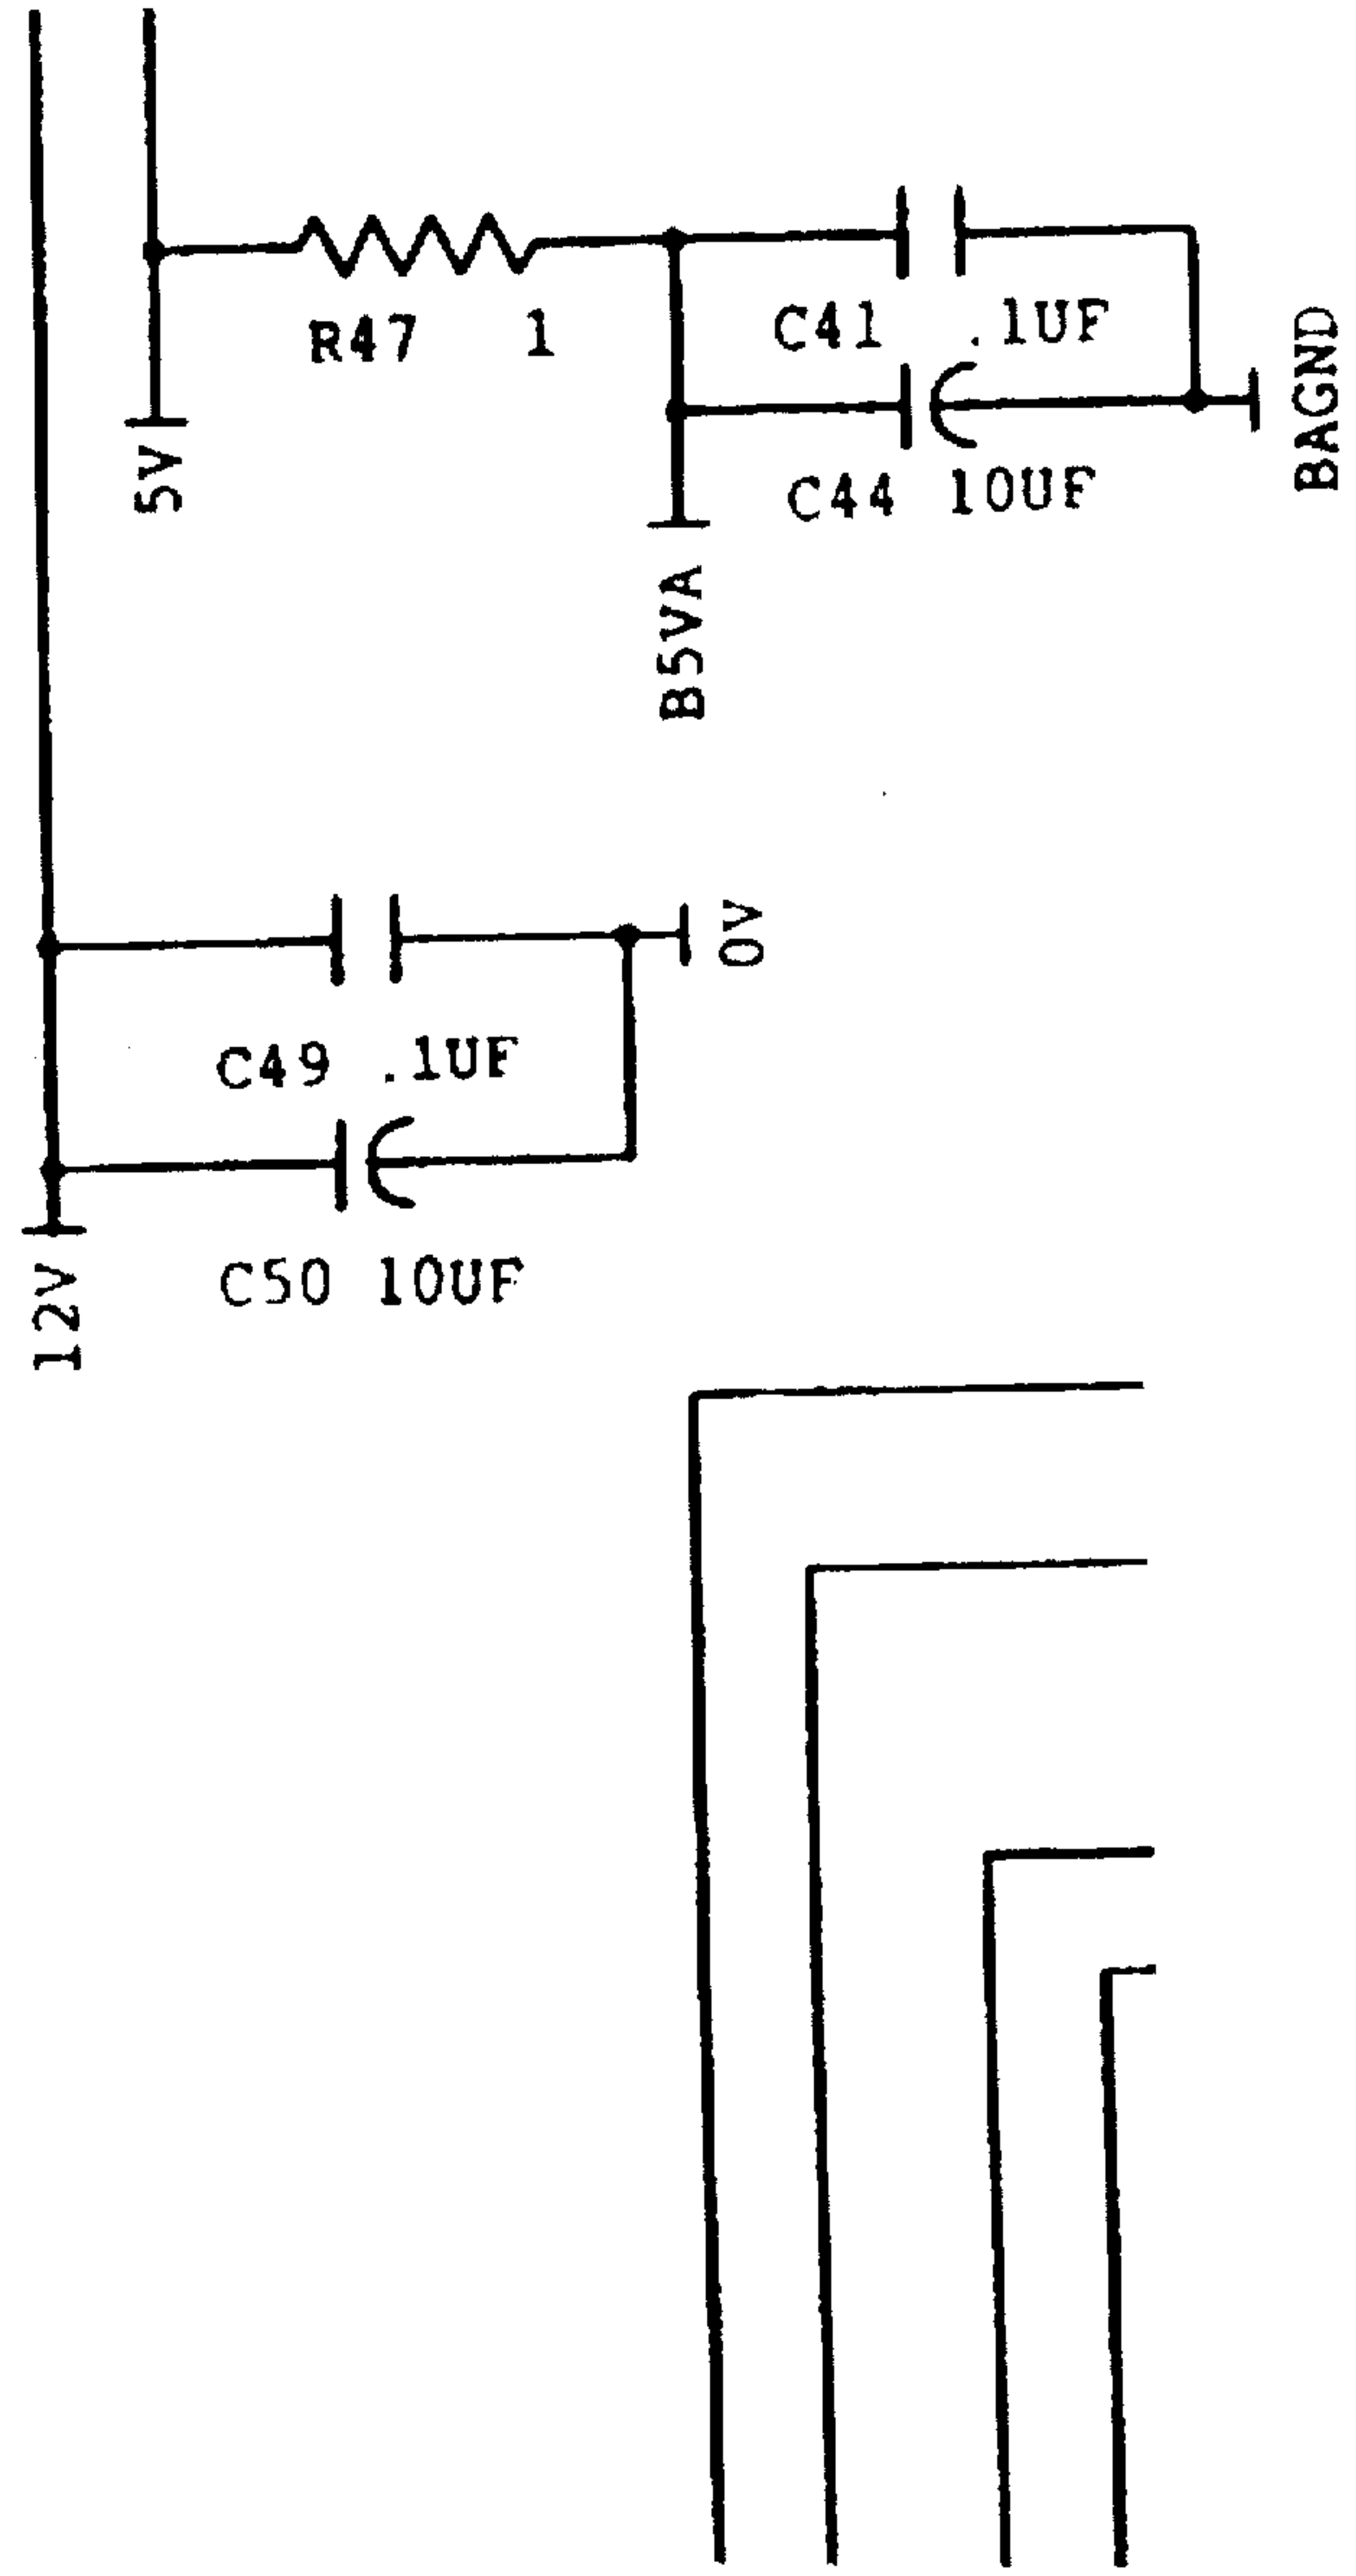 R47 1
C41 .1UF
5V
C44 10UF
BAGND
B5VA
0V
C49 .1UF
12V
C50 10UF